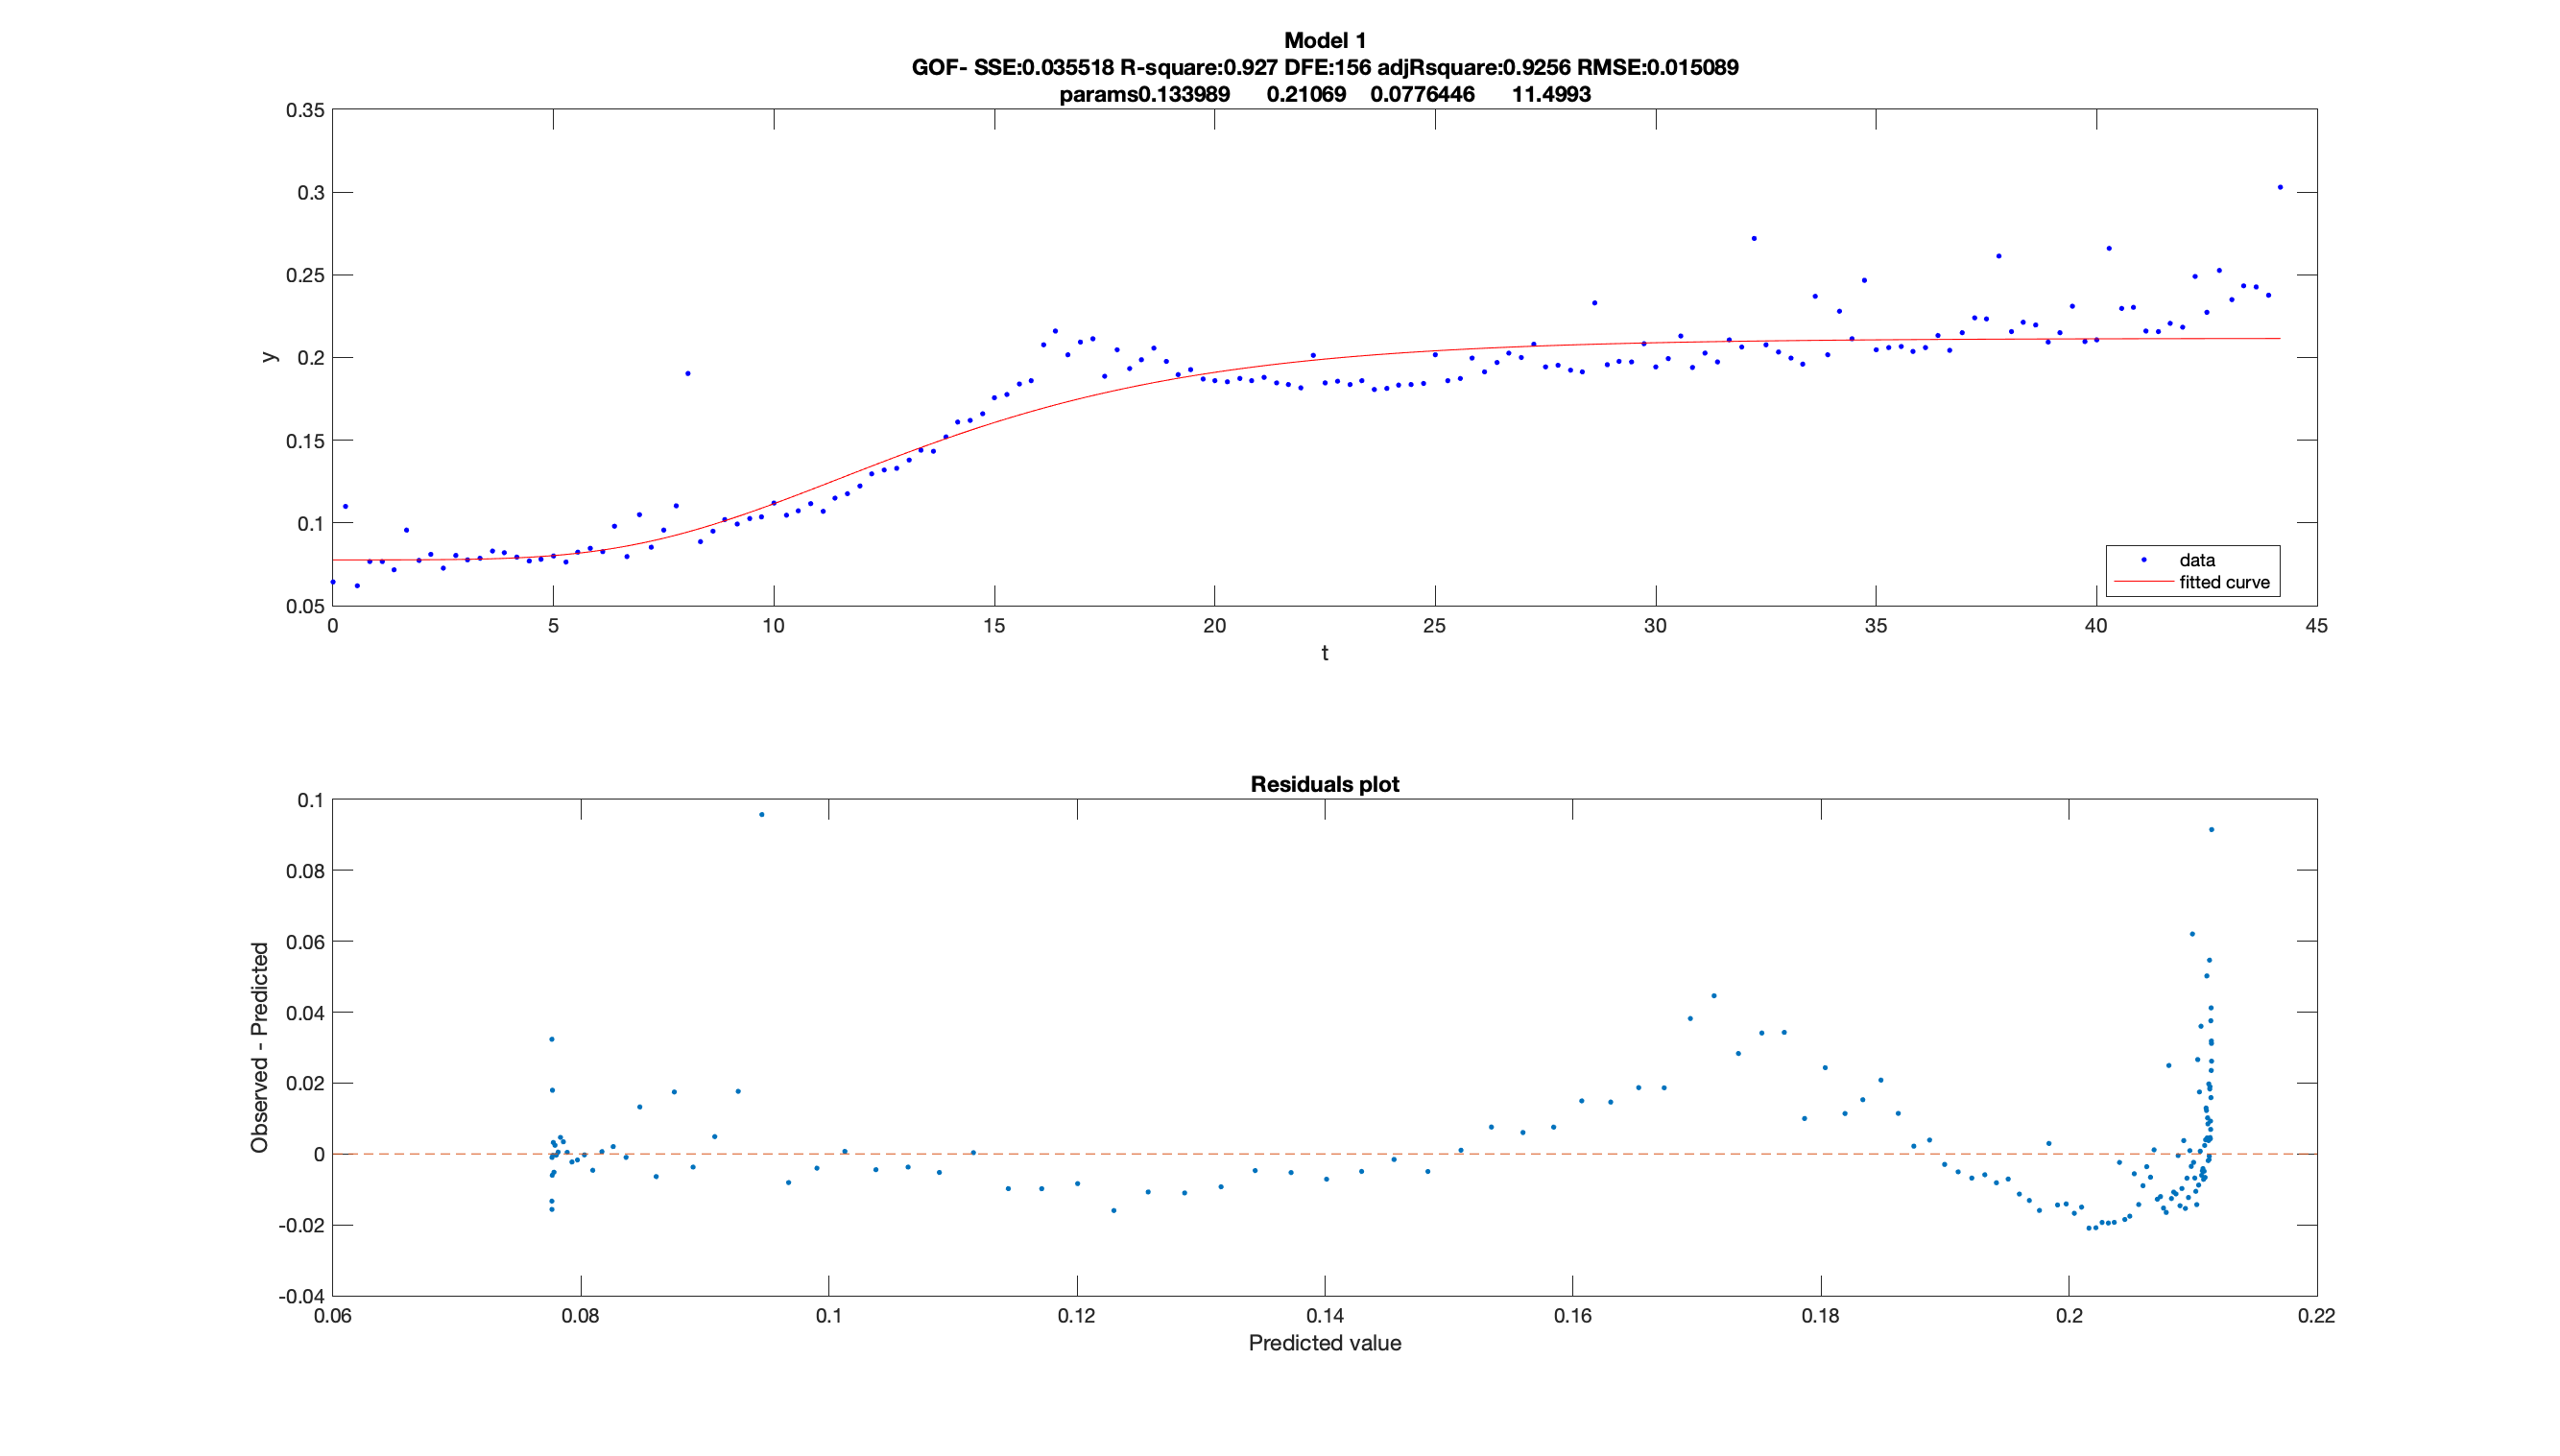 Model 1
GOF- SSE:0.035518 R-square:0.927 DFE:156 adjRsquare:0.9256 RMSE:0.015089
params0.133989 0.21069 0.0776446 11.4993
0.35
0.3
0.25
0.2
0.15
0.1
0.05
y
0 5 10 15 20 25 30 35 40 45
t
data
fitted curve
Residuals plot
0.1
0.08
0.06
0.04
0.02
0
-0.02
-0.04
Observed - Predicted
0.06 0.08 0.1 0.12 0.14 0.16 0.18 0.2 0.22
Predicted value